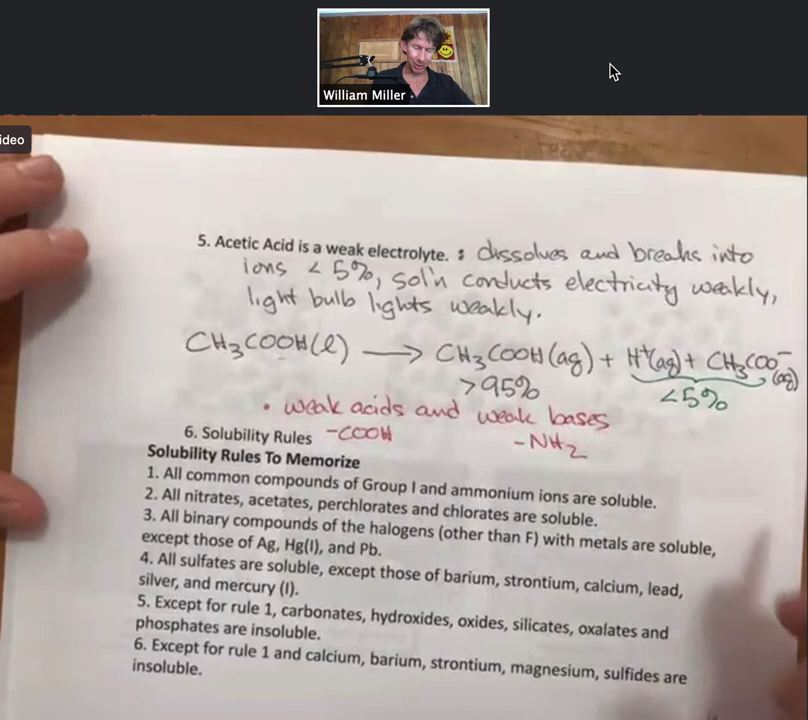 William Miller
ideo
5. Acetic Acid is a weak electrolyte. : dissolves and breaks into
ions < 5%, sol'n conducts electricity weakly,
light bulb lights weakly.
CH₃COOH(l) ⟶ CH₃COOH(aq) + H⁺(aq) + CH₃COO⁻(aq)
>95% <5%
• weak acids and weak bases
-COOH -NH₂
6. Solubility Rules
Solubility Rules To Memorize
1. All common compounds of Group I and ammonium ions are soluble.
2. All nitrates, acetates, perchlorates and chlorates are soluble.
3. All binary compounds of the halogens (other than F) with metals are soluble,
except those of Ag, Hg(I), and Pb.
4. All sulfates are soluble, except those of barium, strontium, calcium, lead,
silver, and mercury (I).
5. Except for rule 1, carbonates, hydroxides, oxides, silicates, oxalates and
phosphates are insoluble.
6. Except for rule 1 and calcium, barium, strontium, magnesium, sulfides are
insoluble.